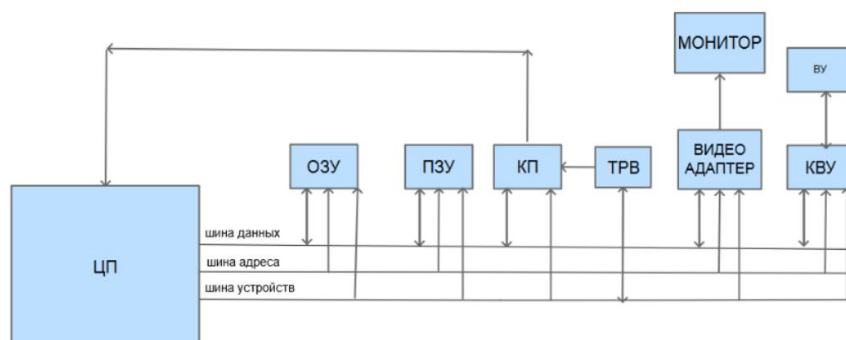 МОНИТОР
ВУ
ОЗУ
ПЗУ
КП
ТРВ
ВИДЕО
АДАПТЕР
КВУ
ЦП
шина данных
шина адреса
шина устройств